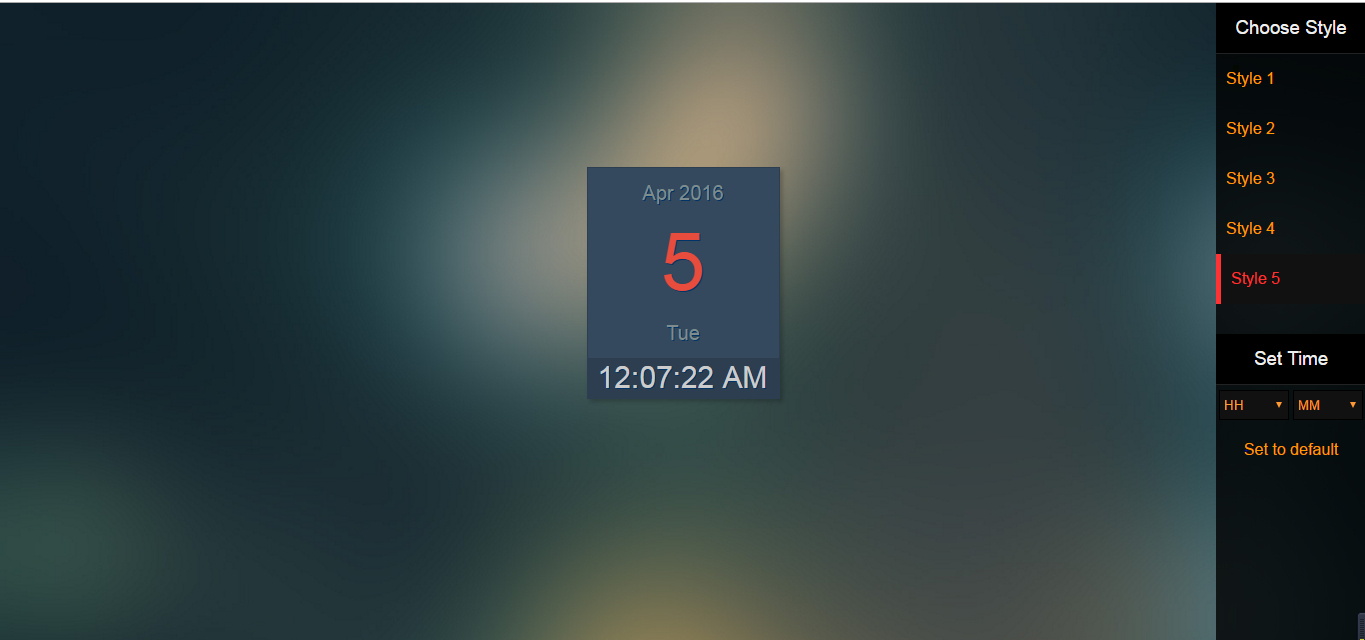 Choose Style
Style 1
Style 2
Style 3
Style 4
Style 5
Apr 2016
5
Tue
12:07:22 AM
Set Time
HH MM
Set to default